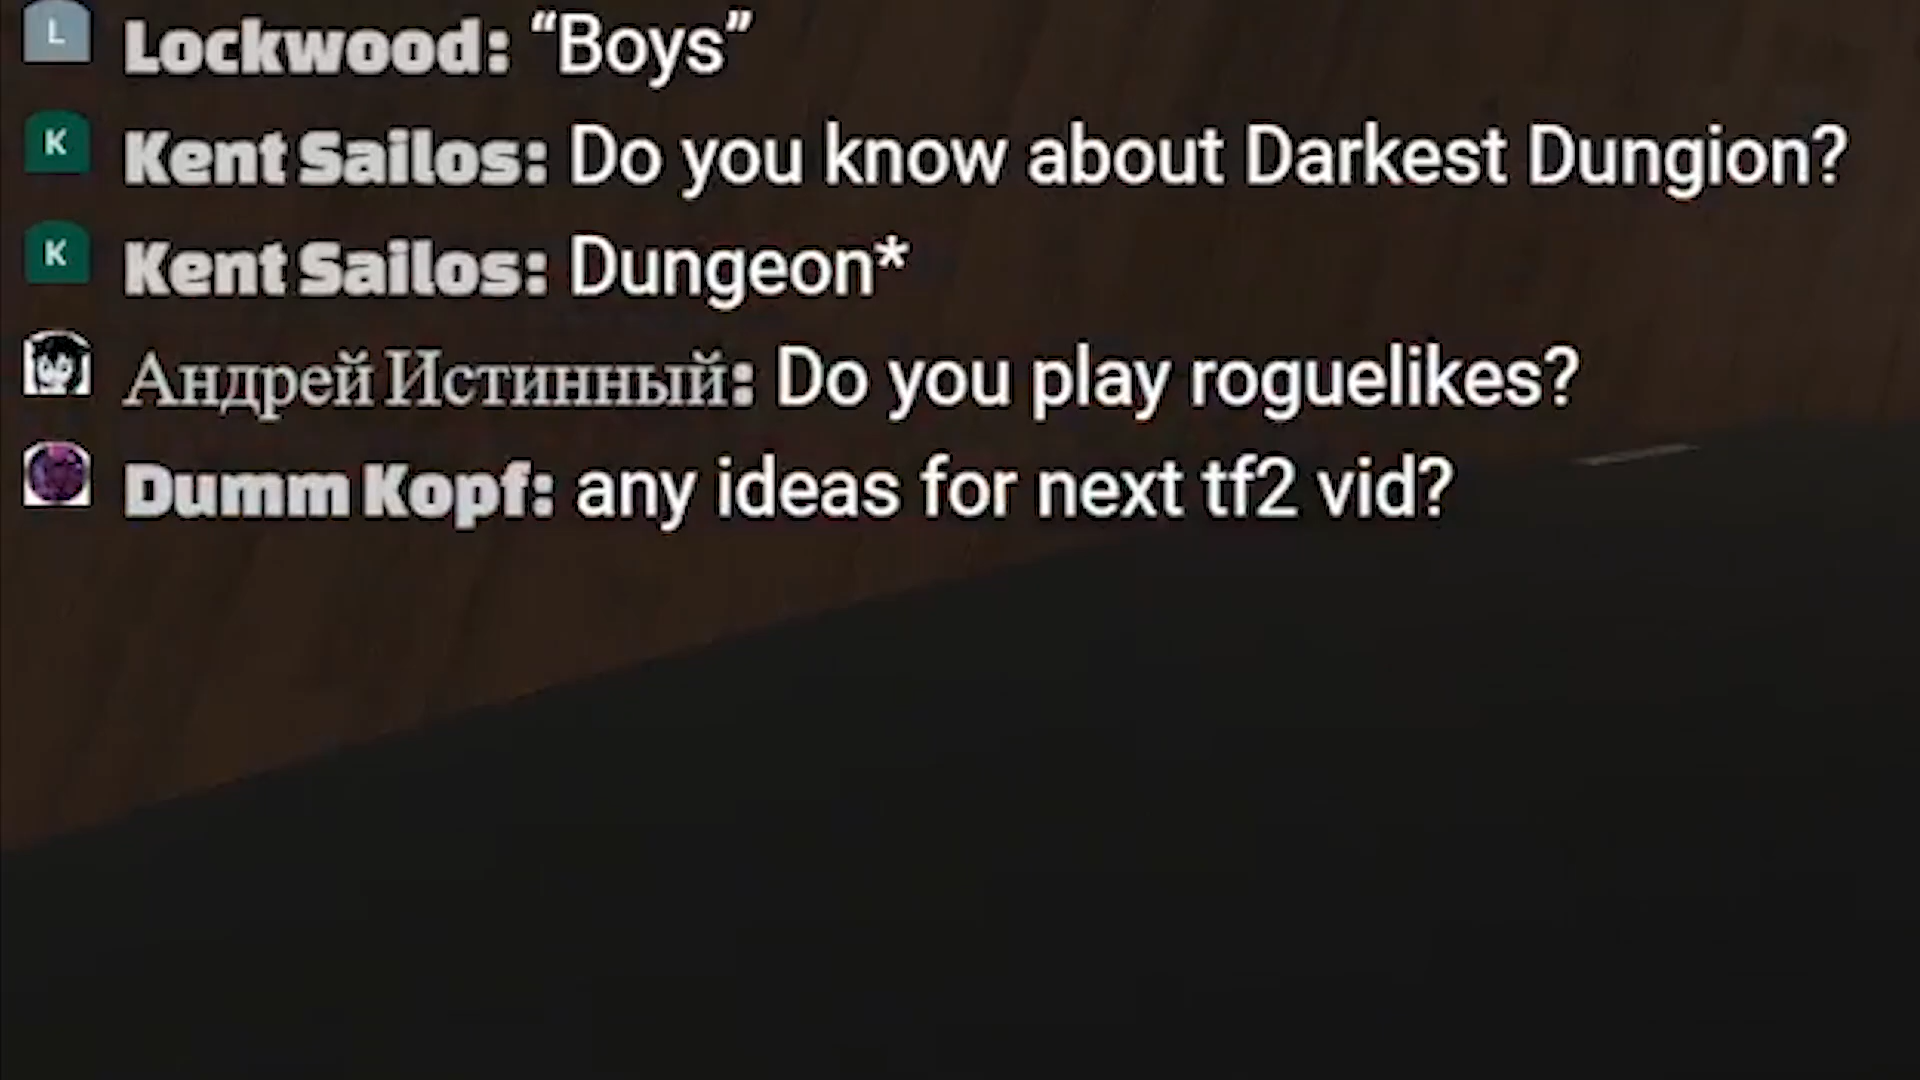 L Lockwood: “Boys”
K Kent Sailos: Do you know about Darkest Dungion?
K Kent Sailos: Dungeon*
Андрей Истинный: Do you play roguelikes?
Dumm Kopf: any ideas for next tf2 vid?